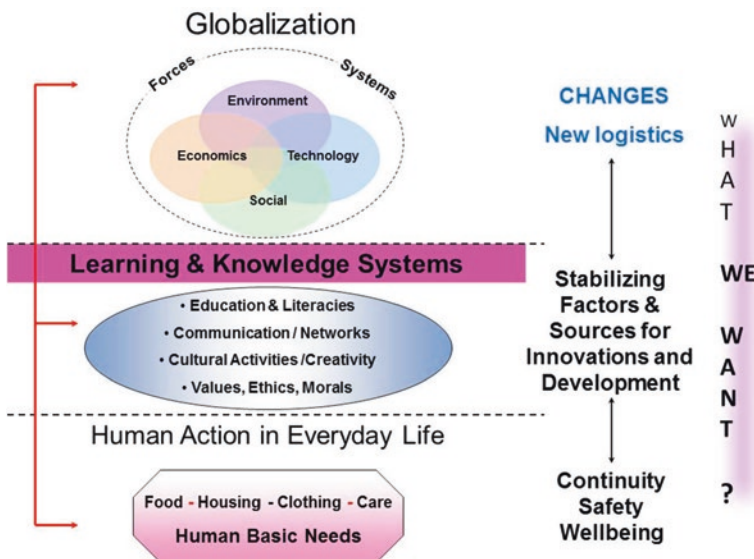 Globalization
Forces
Systems
Environment
Economics
Technology
Social
Learning & Knowledge Systems
• Education & Literacies
• Communication / Networks
• Cultural Activities /Creativity
• Values, Ethics, Morals
Human Action in Everyday Life
Food - Housing - Clothing - Care
Human Basic Needs
CHANGES
New logistics
Stabilizing
Factors &
Sources for
Innovations and
Development
Continuity
Safety
Wellbeing
W
H
A
T
WE
W
A
N
T
?